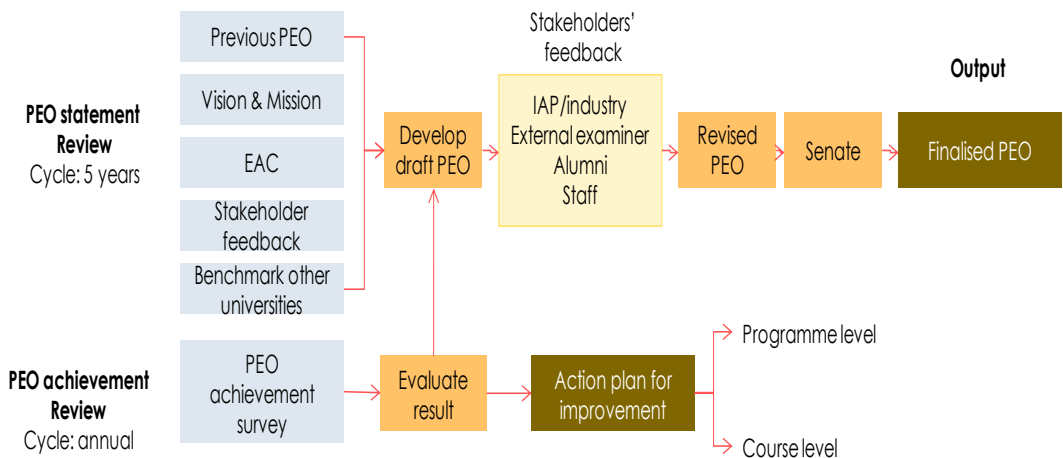 Previous PEO
Vision & Mission
EAC
Stakeholder
feedback
Benchmark other
universities
PEO statement
Review
Cycle: 5 years
Develop
draft PEO
Stakeholders'
feedback
IAP/industry
External examiner
Alumni
Staff
Revised
PEO
Senate
Output
Finalised PEO
PEO achievement
Review
Cycle: annual
PEO
achievement
survey
Evaluate
result
Action plan for
improvement
Programme level
Course level